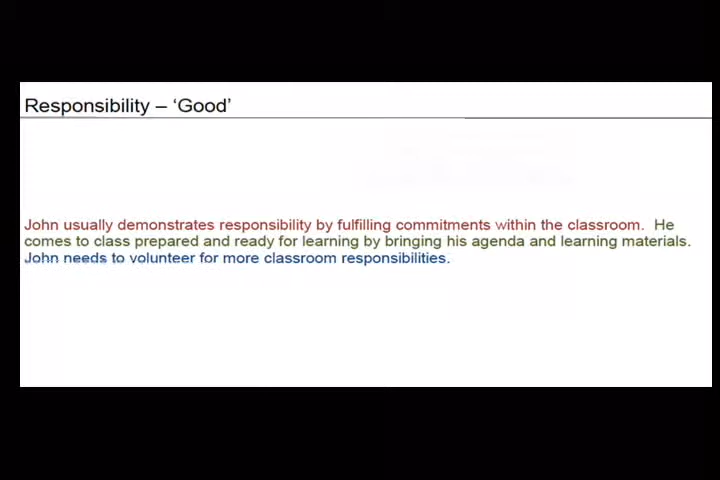 Responsibility – ‘Good’
John usually demonstrates responsibility by fulfilling commitments within the classroom.  He
comes to class prepared and ready for learning by bringing his agenda and learning materials.
John needs to volunteer for more classroom responsibilities.